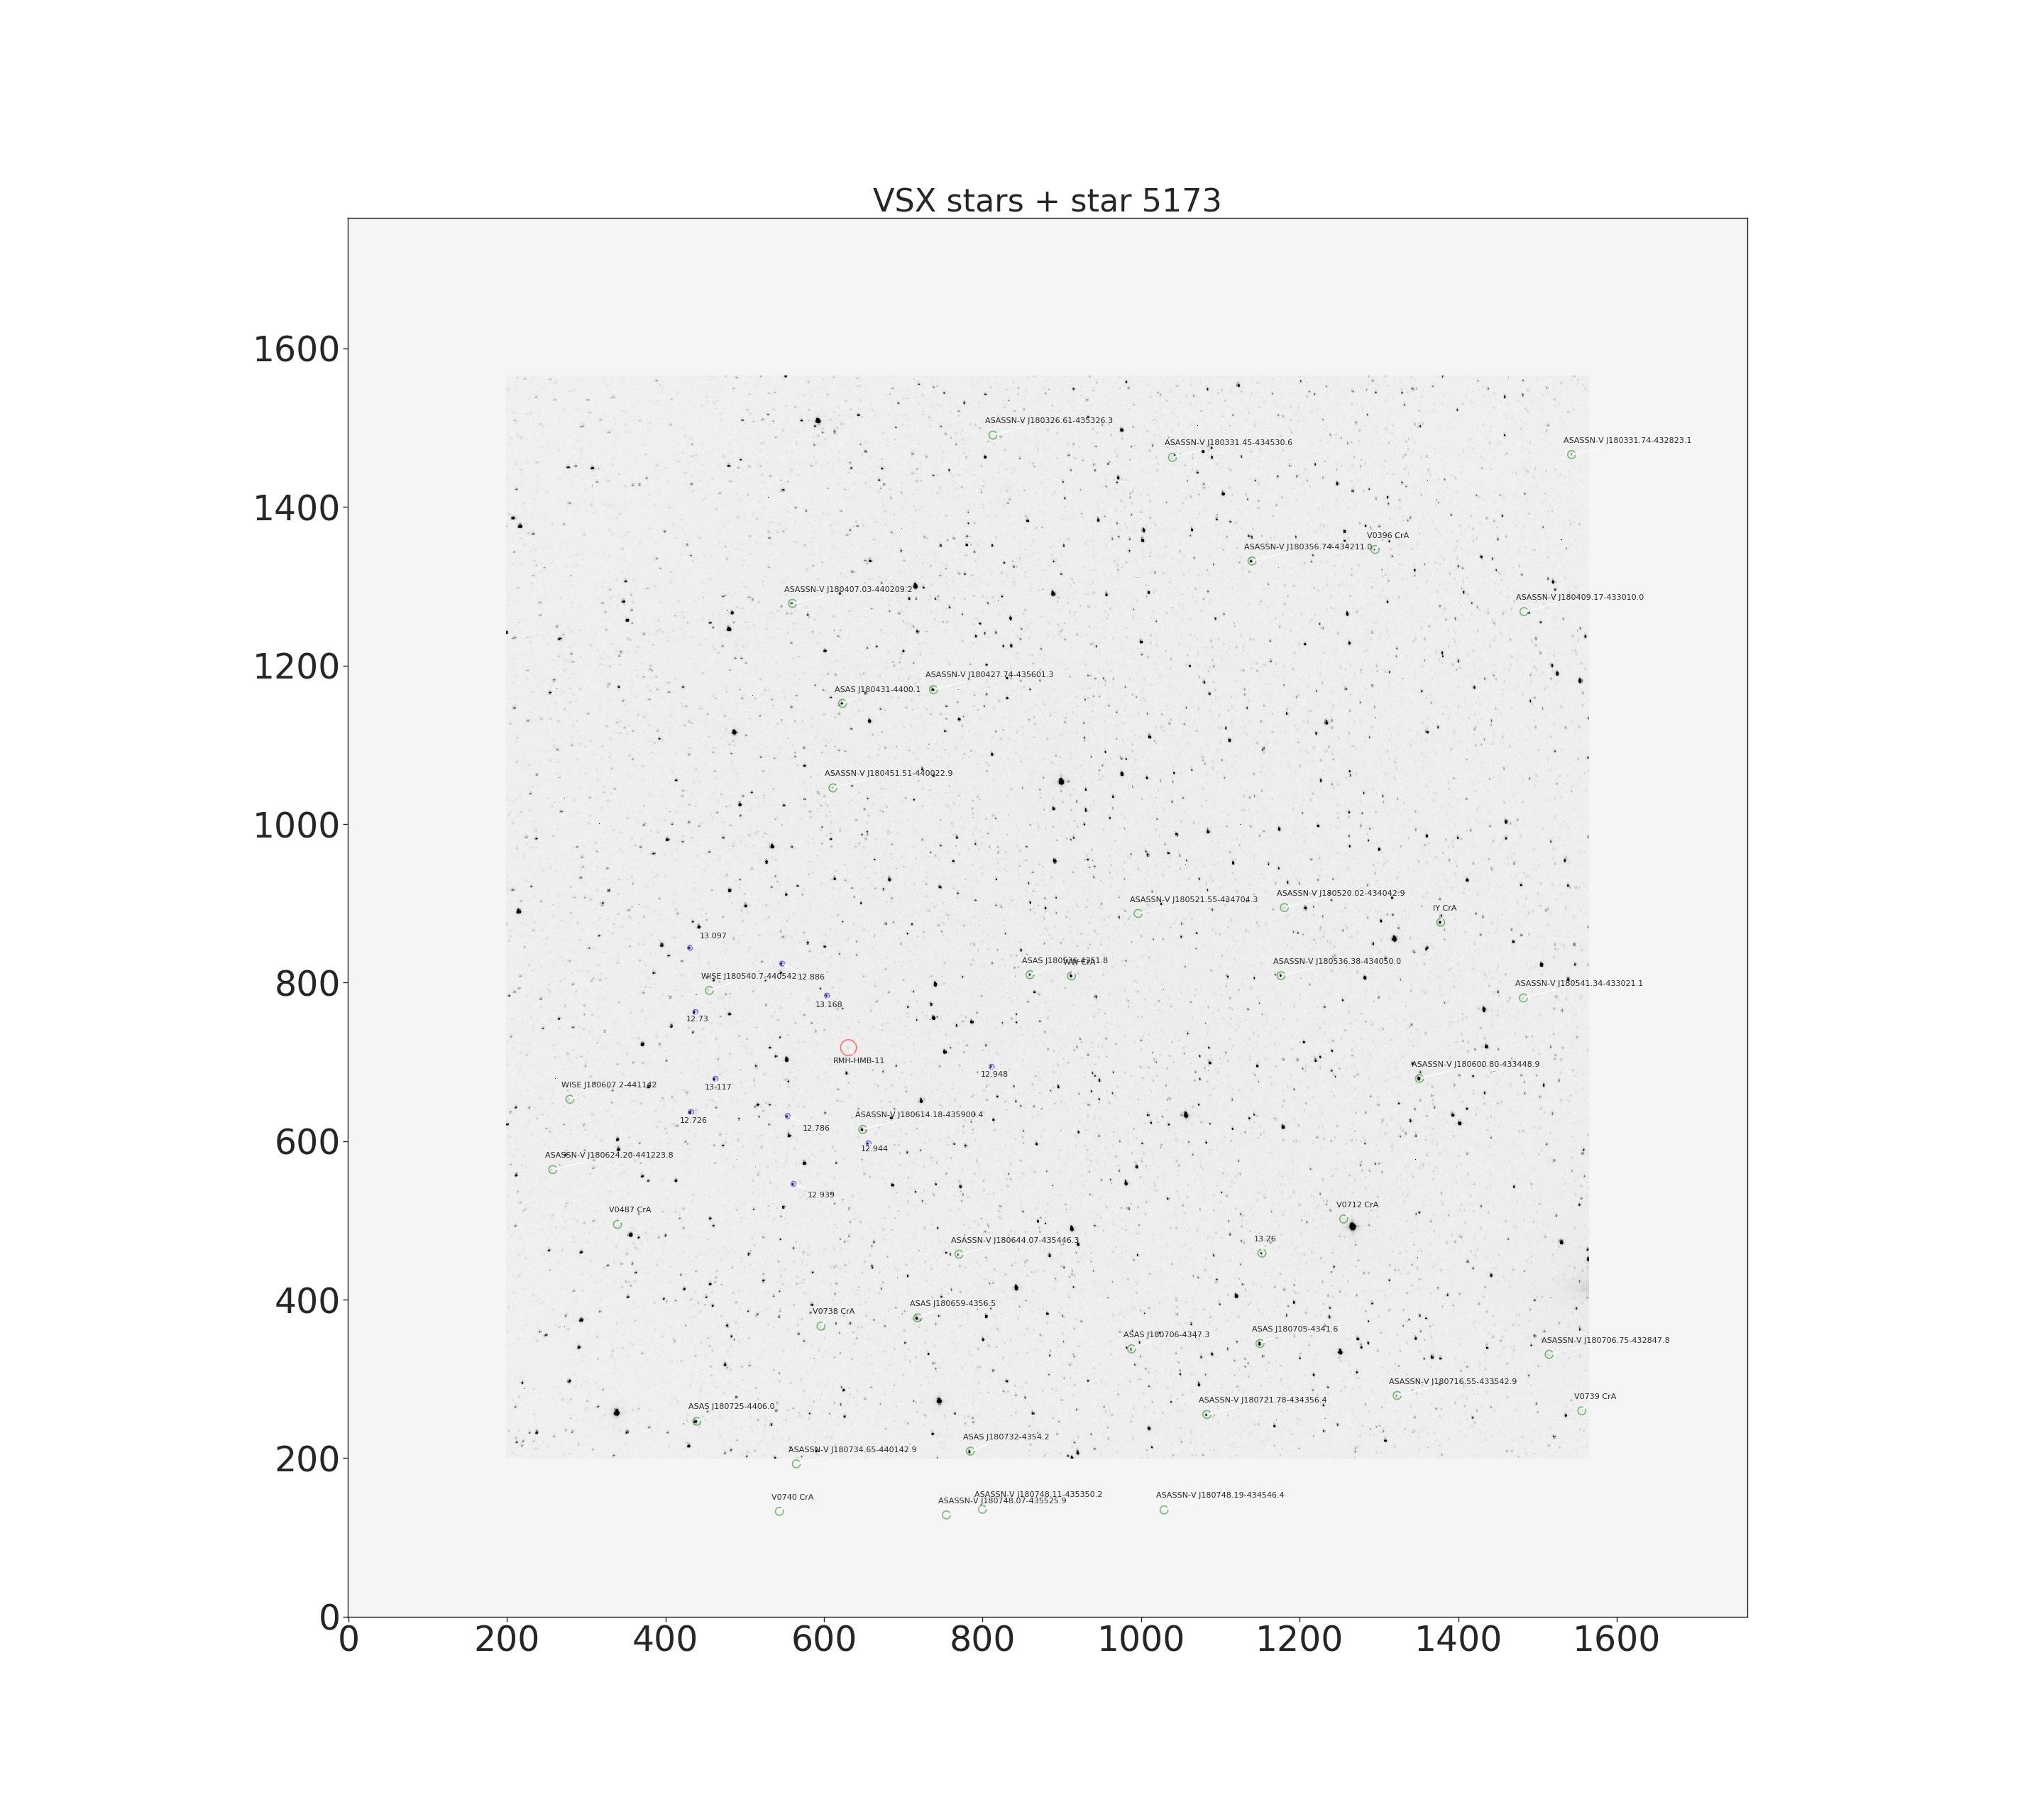 VSX stars + star 5173
1600
1400
1200
1000
800
600
400
200
0
0 200 400 600 800 1000 1200 1400 1600
ASASSN-V J180326.61-435326.3
ASASSN-V J180331.45-434530.6
ASASSN-V J180331.74-432823.1
V0396 CrA
ASASSN-V J180356.74-434211.0
ASASSN-V J180407.03-440209.2
ASASSN-V J180409.17-433010.0
ASASSN-V J180427.74-435601.3
ASAS J180431-4400.1
ASASSN-V J180451.51-440022.9
ASASSN-V J180520.02-434042.9
ASASSN-V J180521.55-434704.3
IY CrA
13.097
ASAS J180536-4351.8
CrA
ASASSN-V J180536.38-434050.0
WISE J180540.7-440542
12.886
ASASSN-V J180541.34-433021.1
13.168
12.73
RMH-HMB-11
ASASSN-V J180600.80-433448.9
12.948
WISE J180607.2-441142
13.117
ASASSN-V J180614.18-435900.4
12.726
12.786
12.944
ASASSN-V J180624.20-441223.8
12.939
V0487 CrA
V0712 CrA
ASASSN-V J180644.07-435446.3
13.26
ASAS J180659-4356.5
V0738 CrA
ASAS J180706-4347.3
ASAS J180705-4341.6
ASASSN-V J180706.75-432847.8
ASASSN-V J180716.55-433542.9
V0739 CrA
ASASSN-V J180721.78-434356.4
ASAS J180725-4406.0
ASAS J180732-4354.2
ASASSN-V J180734.65-440142.9
V0740 CrA
ASASSN-V J180748.11-435350.2
ASASSN-V J180748.07-435525.9
ASASSN-V J180748.19-434546.4